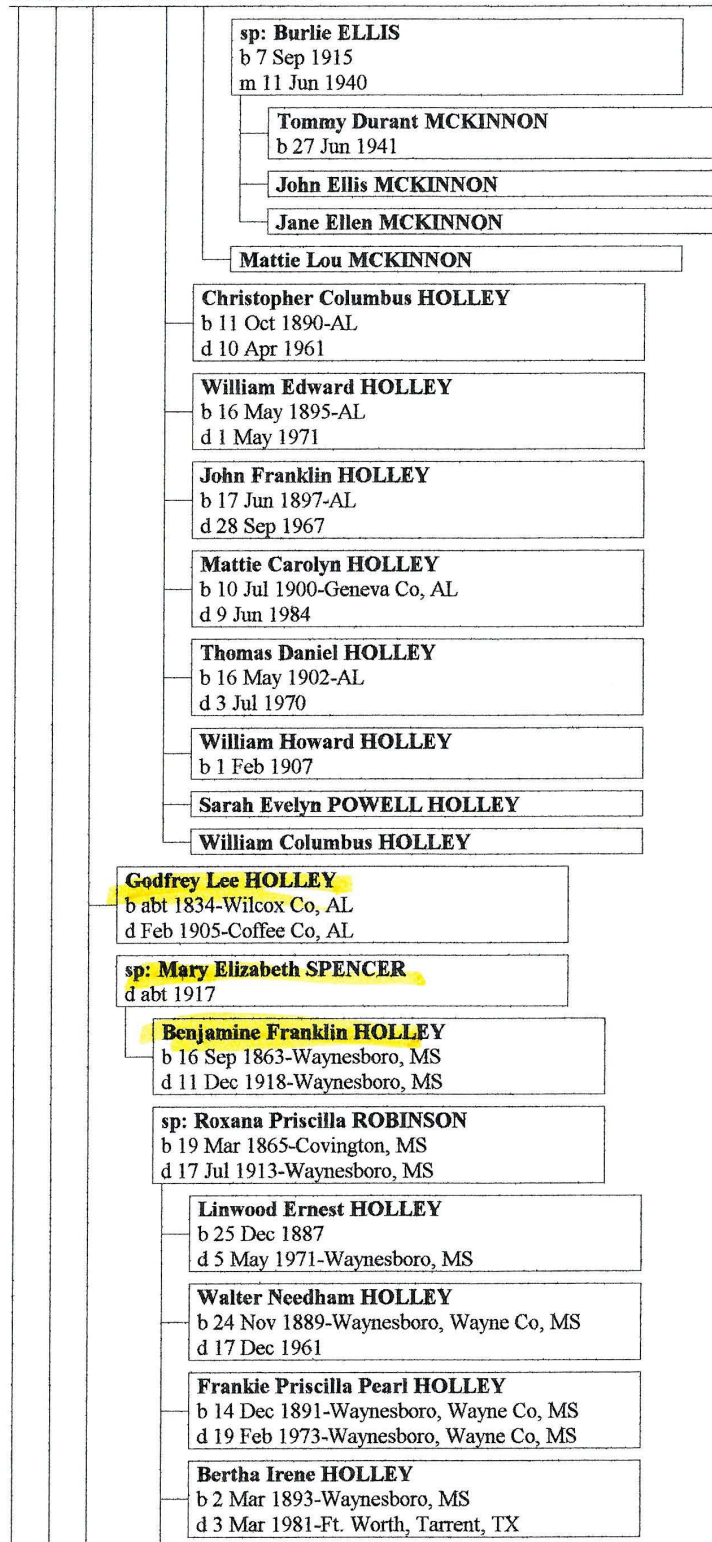 sp: Burlie ELLIS
b 7 Sep 1915
m 11 Jun 1940
Tommy Durant MCKINNON
b 27 Jun 1941
John Ellis MCKINNON
Jane Ellen MCKINNON
Mattie Lou MCKINNON
Christopher Columbus HOLLEY
b 11 Oct 1890-AL
d 10 Apr 1961
William Edward HOLLEY
b 16 May 1895-AL
d 1 May 1971
John Franklin HOLLEY
b 17 Jun 1897-AL
d 28 Sep 1967
Mattie Carolyn HOLLEY
b 10 Jul 1900-Geneva Co, AL
d 9 Jun 1984
Thomas Daniel HOLLEY
b 16 May 1902-AL
d 3 Jul 1970
William Howard HOLLEY
b 1 Feb 1907
Sarah Evelyn POWELL HOLLEY
William Columbus HOLLEY
Godfrey Lee HOLLEY
b abt 1834-Wilcox Co, AL
d Feb 1905-Coffee Co, AL
sp: Mary Elizabeth SPENCER
d abt 1917
Benjamine Franklin HOLLEY
b 16 Sep 1863-Waynesboro, MS
d 11 Dec 1918-Waynesboro, MS
sp: Roxana Priscilla ROBINSON
b 19 Mar 1865-Covington, MS
d 17 Jul 1913-Waynesboro, MS
Linwood Ernest HOLLEY
b 25 Dec 1887
d 5 May 1971-Waynesboro, MS
Walter Needham HOLLEY
b 24 Nov 1889-Waynesboro, Wayne Co, MS
d 17 Dec 1961
Frankie Priscilla Pearl HOLLEY
b 14 Dec 1891-Waynesboro, Wayne Co, MS
d 19 Feb 1973-Waynesboro, Wayne Co, MS
Bertha Irene HOLLEY
b 2 Mar 1893-Waynesboro, MS
d 3 Mar 1981-Ft. Worth, Tarrent, TX